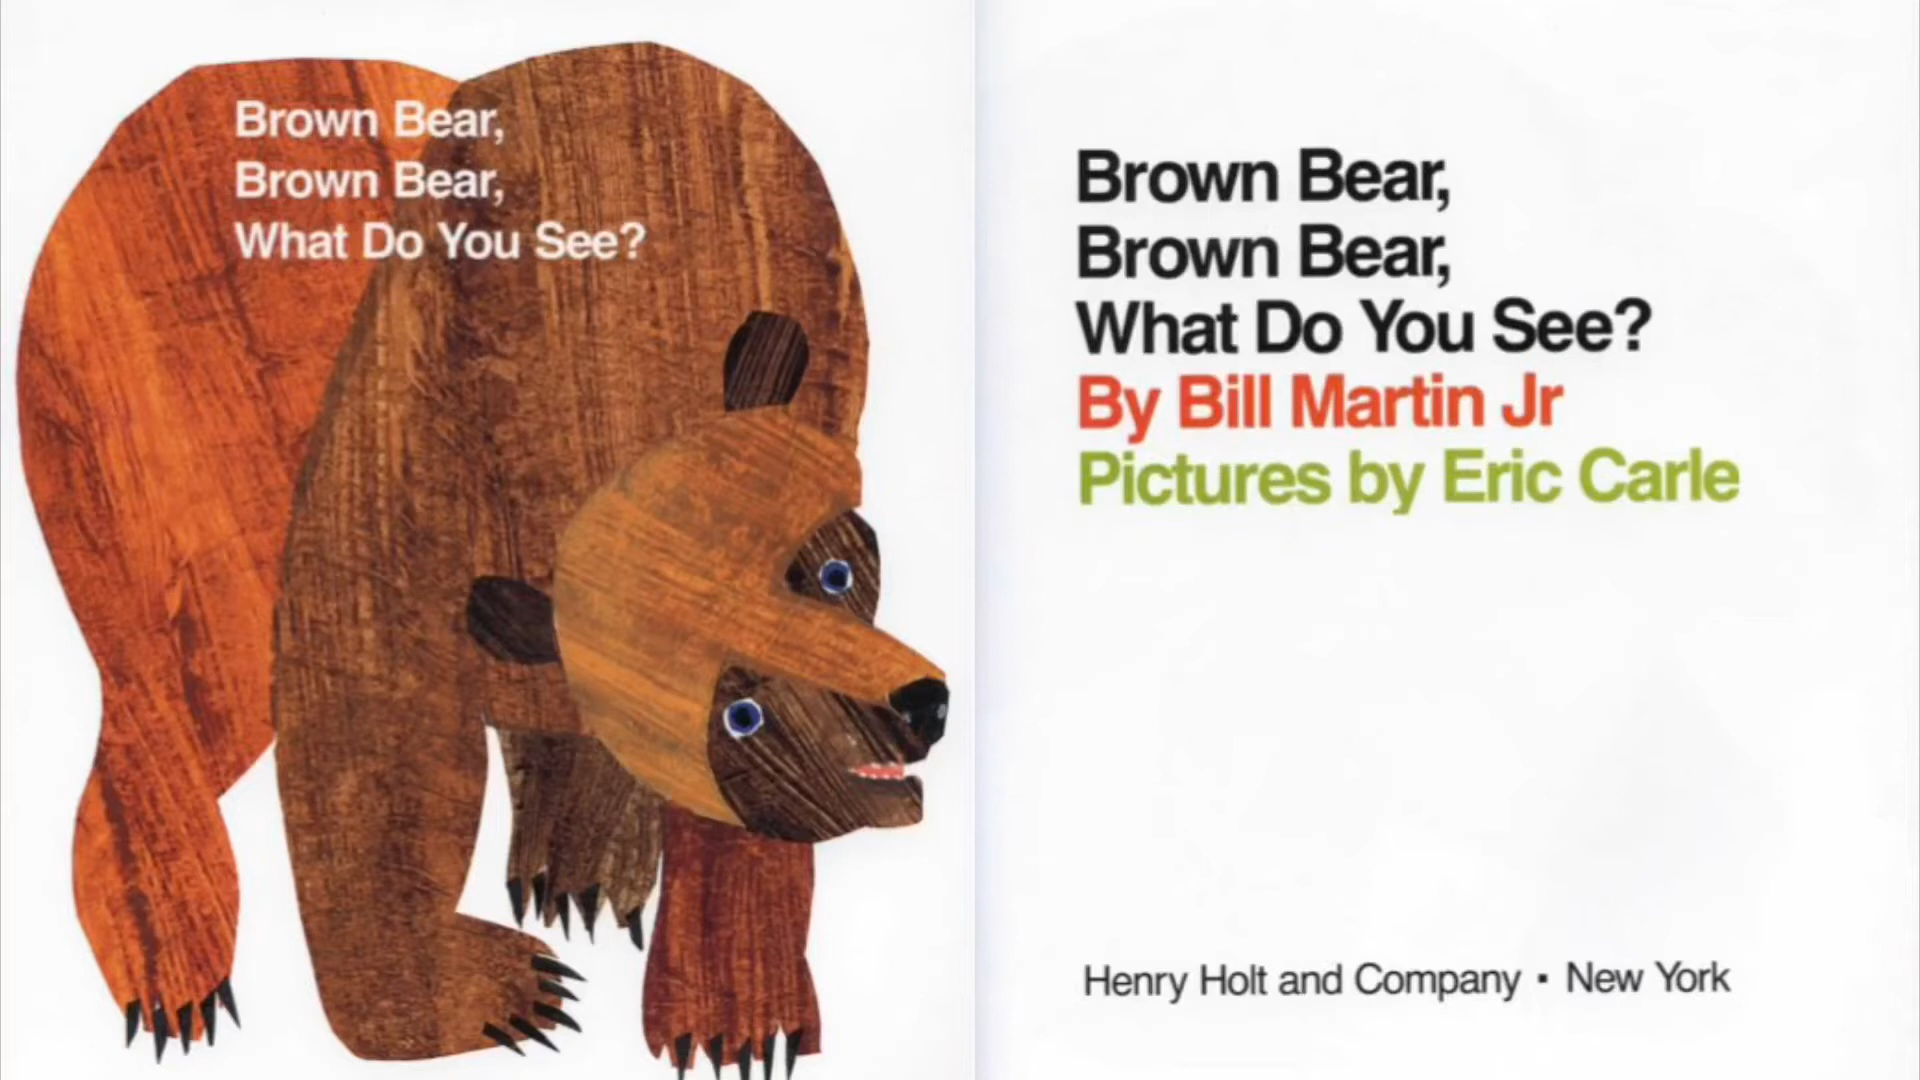 Brown Bear,
Brown Bear,
What Do You See?
Brown Bear,
Brown Bear,
What Do You See?
By Bill Martin Jr
Pictures by Eric Carle
Henry Holt and Company · New York